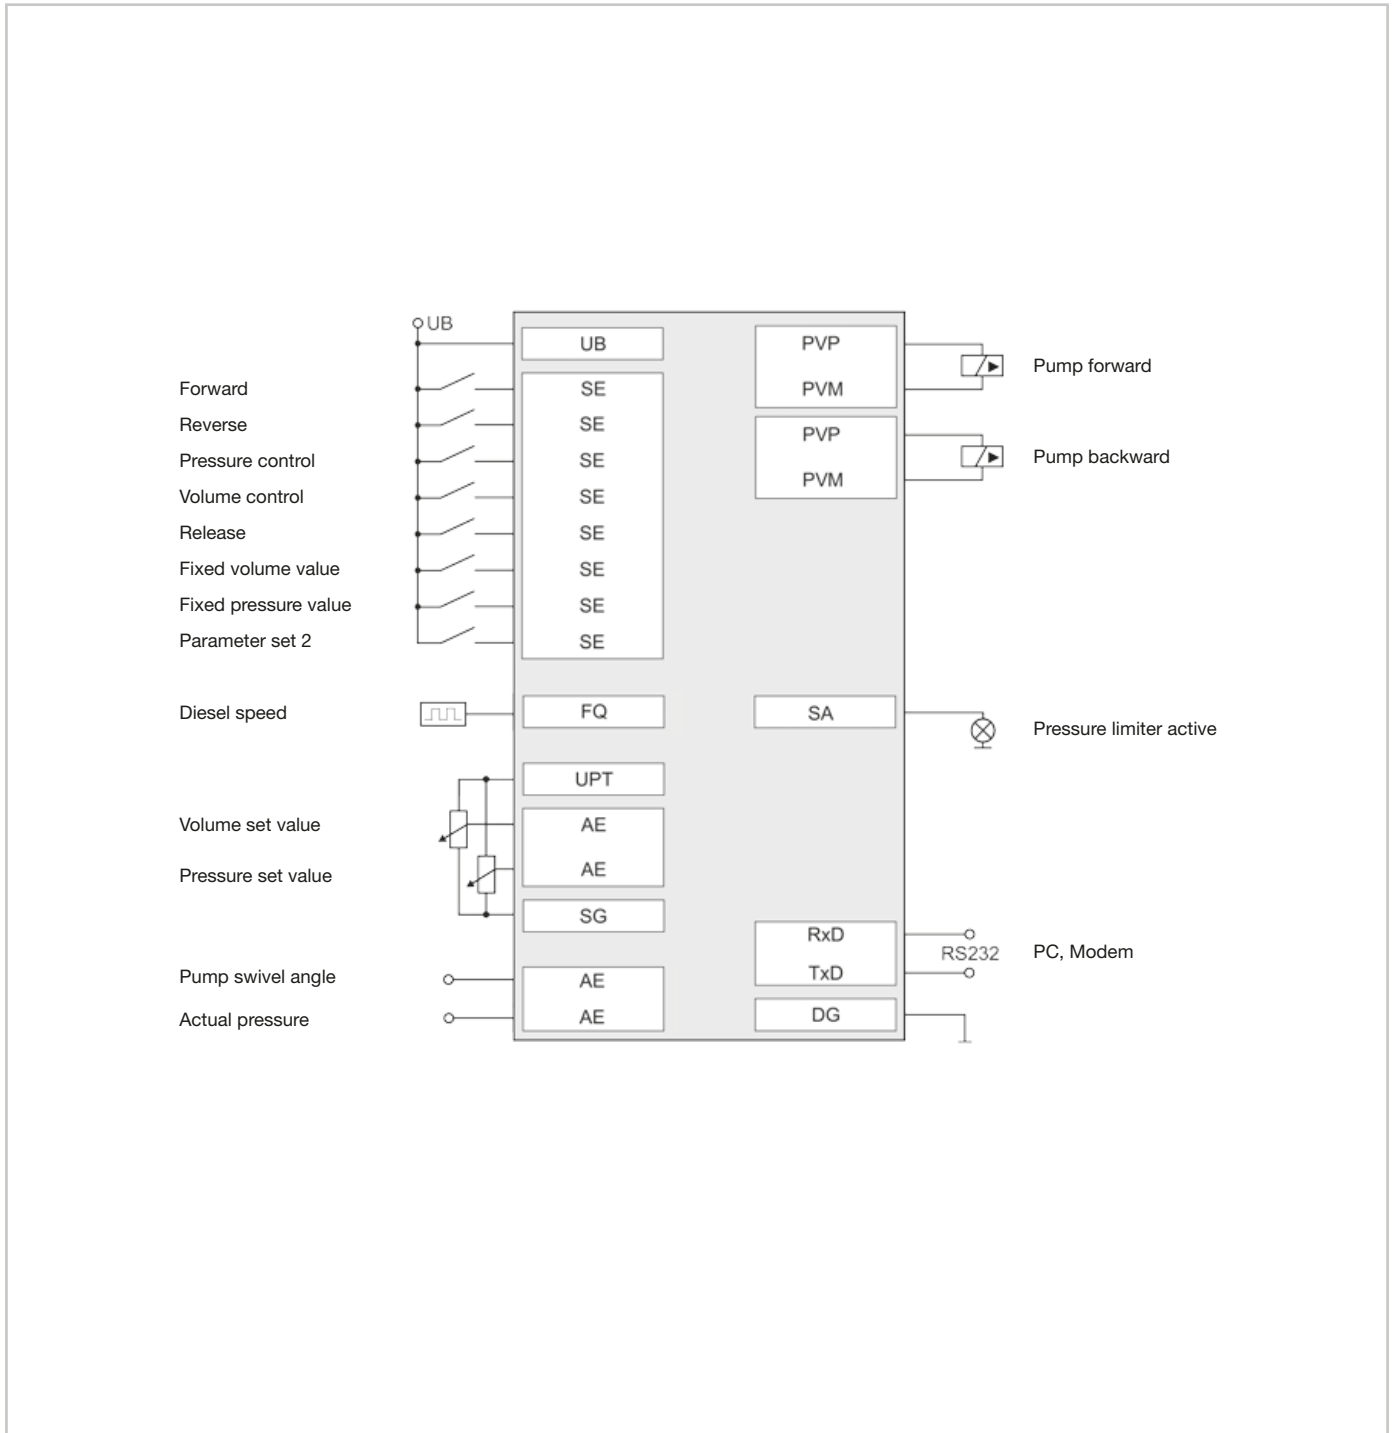 UB
UB PVP
Pump forward
Forward SE PVM
Reverse SE PVP
Pressure control SE Pump backward
PVM
Volume control SE
Release SE
Fixed volume value SE
Fixed pressure value SE
Parameter set 2 SE
Diesel speed FQ SA
Pressure limiter active
UPT
Volume set value AE
Pressure set value AE
SG
RxD
RS232 PC, Modem
TxD
Pump swivel angle AE
Actual pressure AE DG